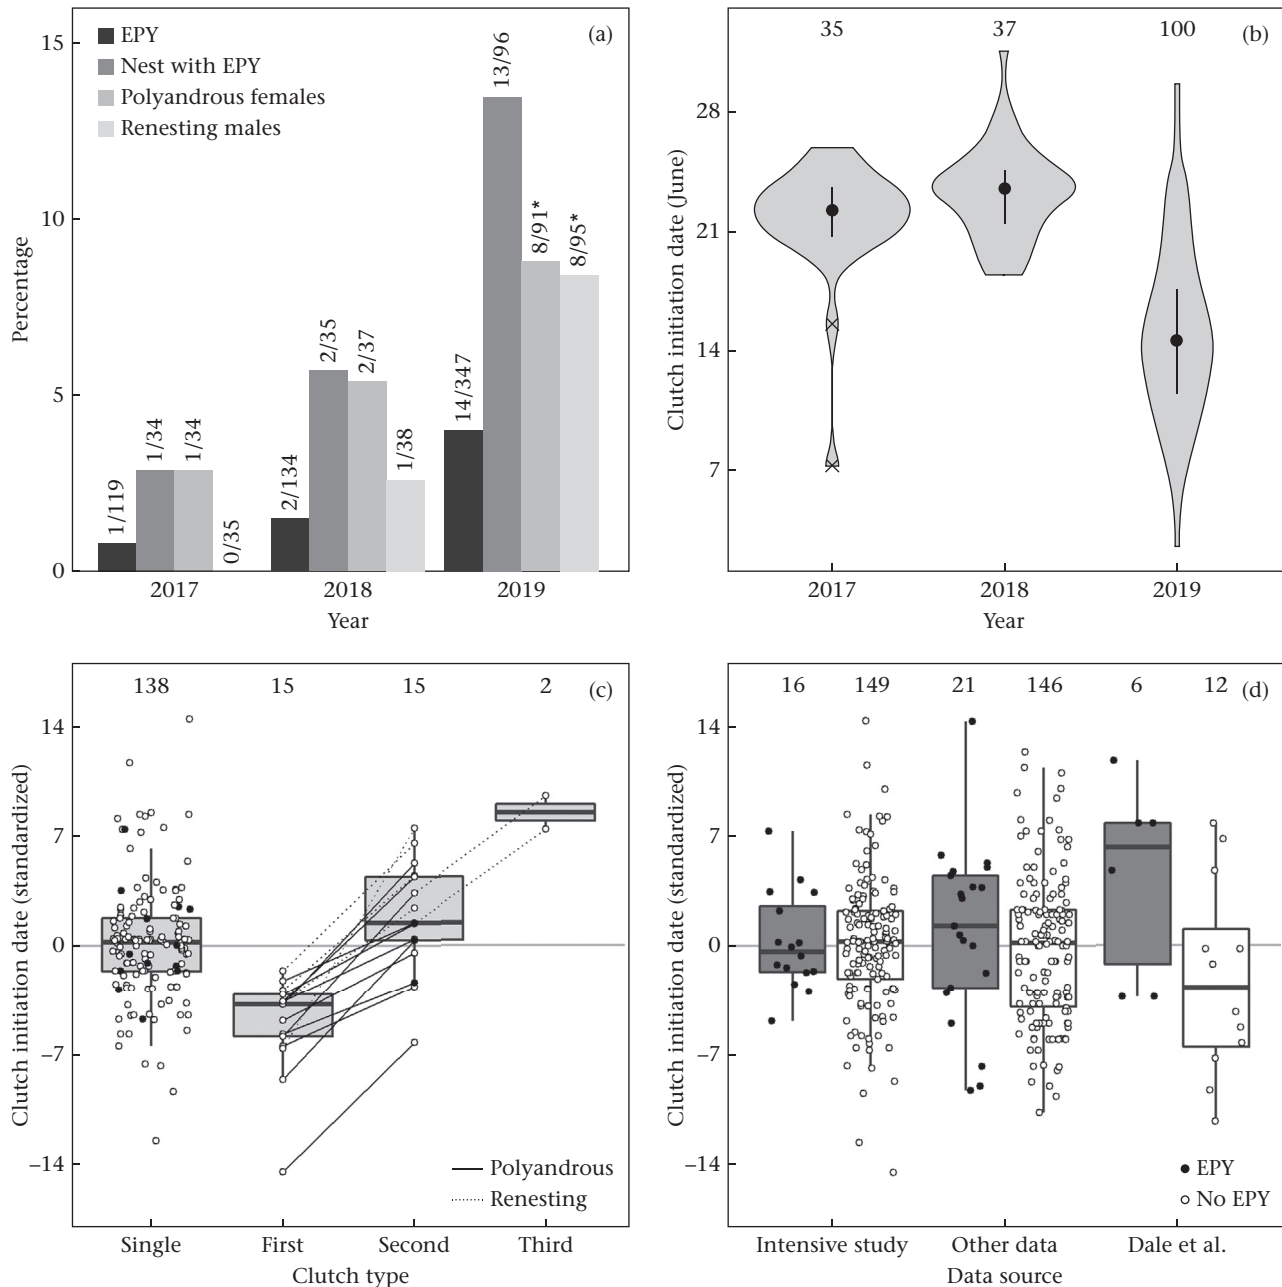 (a)
15
10
5
0
Percentage
EPY
Nest with EPY
Polyandrous females
Renesting males
1/119
1/34
1/34
0/35
2/134
2/35
2/37
1/38
14/347
13/96
8/91*
8/95*
2017
2018
2019
Year
35
37
100
(b)
28
21
14
7
Clutch initiation date (June)
2017
2018
2019
Year
138
15
15
2
(c)
14
7
0
–7
–14
Clutch initiation date (standardized)
Polyandrous
Renesting
Single
First
Second
Third
Clutch type
16
149
21
146
6
12
(d)
14
7
0
–7
–14
Clutch initiation date (standardized)
EPY
No EPY
Intensive study
Other data
Dale et al.
Data source